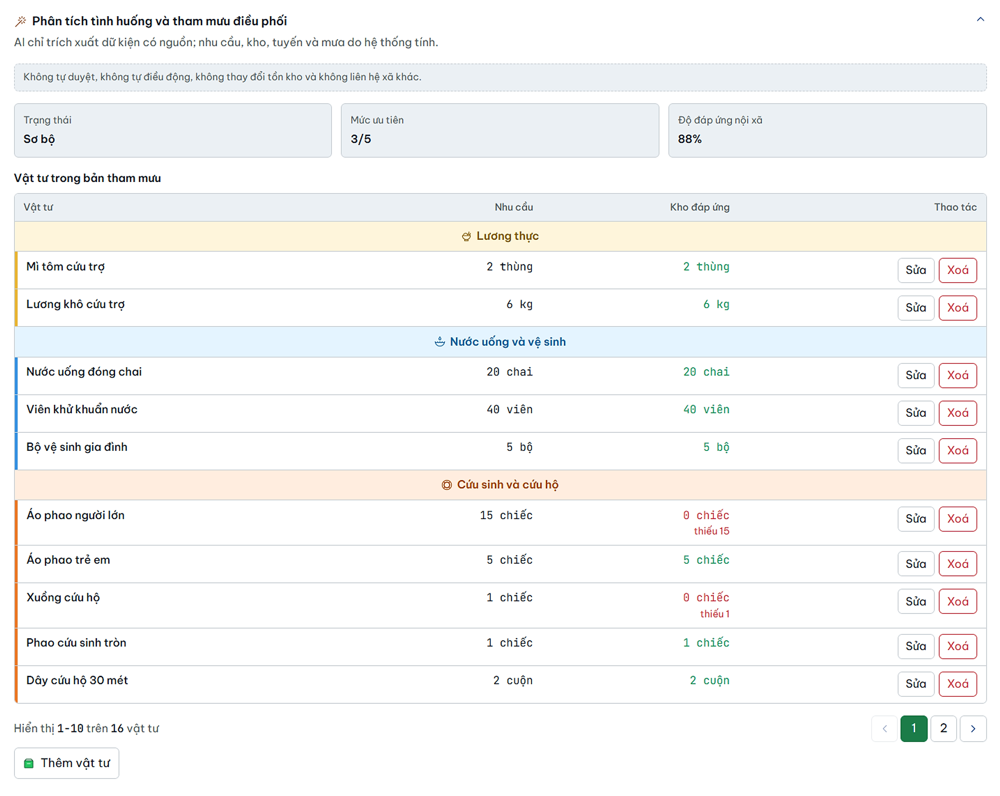 Phân tích tình huống và tham mưu điều phối
AI chỉ trích xuất dữ kiện có nguồn; nhu cầu, kho, tuyến và mưa do hệ thống tính.
Không tự duyệt, không tự điều động, không thay đổi tồn kho và không liên hệ xã khác.
Trạng thái
Sơ bộ
Mức ưu tiên
3/5
Độ đáp ứng nội xã
88%
Vật tư trong bản tham mưu
Vật tư Nhu cầu Kho đáp ứng Thao tác
Lương thực
Mì tôm cứu trợ 2 thùng 2 thùng Sửa Xoá
Lương khô cứu trợ 6 kg 6 kg Sửa Xoá
Nước uống và vệ sinh
Nước uống đóng chai 20 chai 20 chai Sửa Xoá
Viên khử khuẩn nước 40 viên 40 viên Sửa Xoá
Bộ vệ sinh gia đình 5 bộ 5 bộ Sửa Xoá
Cứu sinh và cứu hộ
Áo phao người lớn 15 chiếc 0 chiếc Sửa Xoá
thiếu 15
Áo phao trẻ em 5 chiếc 5 chiếc Sửa Xoá
Xuồng cứu hộ 1 chiếc 0 chiếc Sửa Xoá
thiếu 1
Phao cứu sinh tròn 1 chiếc 1 chiếc Sửa Xoá
Dây cứu hộ 30 mét 2 cuộn 2 cuộn Sửa Xoá
Hiển thị 1-10 trên 16 vật tư 1 2
Thêm vật tư